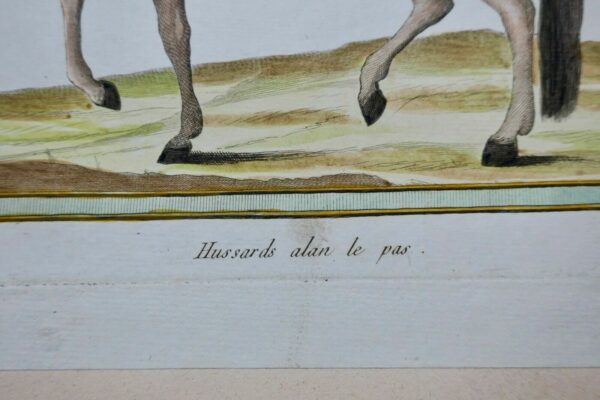 Hussards alan le pas .